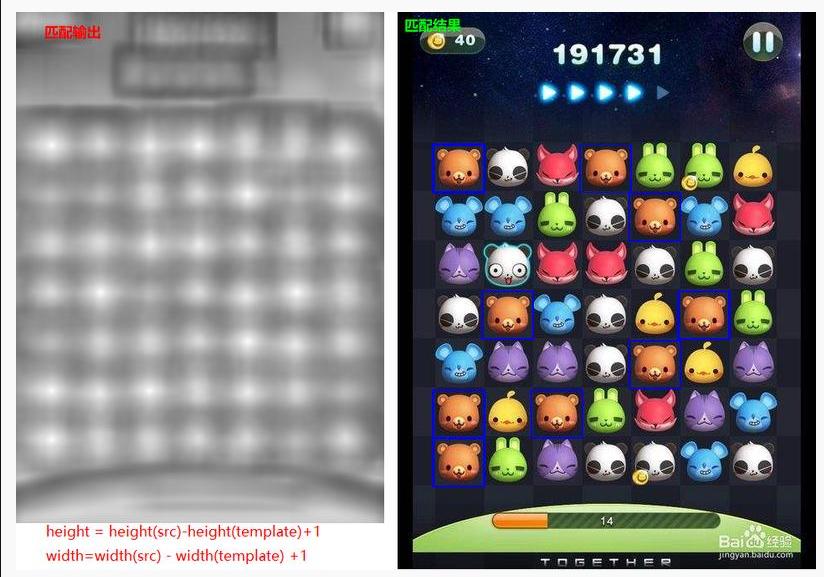 匹配输出
匹配结果
40
191731
14
Baidu经验
jingyan.baidu.com
TOGETHER
height = height(src)-height(template)+1
width=width(src) - width(template) +1